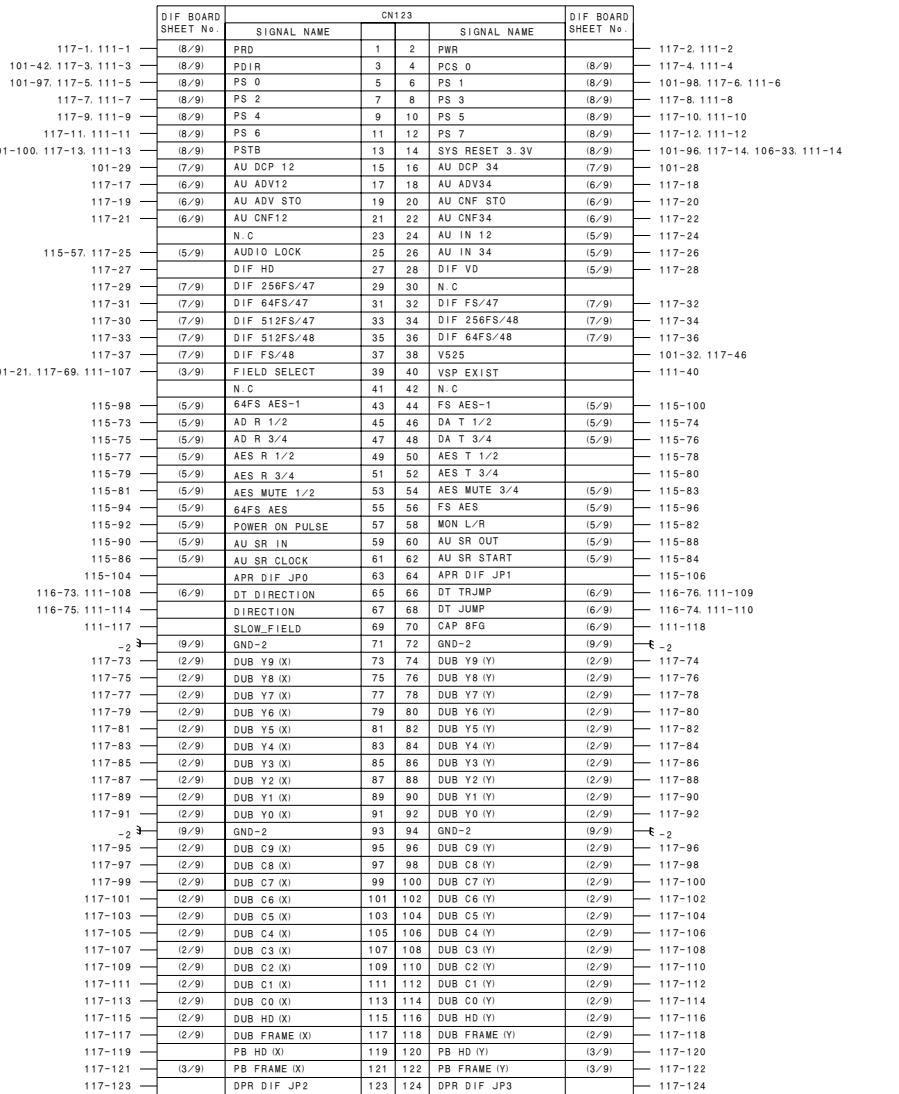 DIF BOARD CN123 DIF BOARD
SHEET No. SIGNAL NAME SIGNAL NAME SHEET No.
117-1, 111-1 (8/9) PRD 1 2 PWR 117-2, 111-2
101-42, 117-3, 111-3 (8/9) PDIR 3 4 PCS 0 (8/9) 117-4, 111-4
101-97, 117-5, 111-5 (8/9) PS 0 5 6 PS 1 (8/9) 101-98, 117-6, 111-6
117-7, 111-7 (8/9) PS 2 7 8 PS 3 (8/9) 117-8, 111-8
117-9, 111-9 (8/9) PS 4 9 10 PS 5 (8/9) 117-10, 111-10
117-11, 111-11 (8/9) PS 6 11 12 PS 7 (8/9) 117-12, 111-12
01-100, 117-13, 111-13 (8/9) PSTB 13 14 SYS RESET 3.3V (8/9) 101-96, 117-14, 106-33, 111-14
101-29 (7/9) AU DCP 12 15 16 AU DCP 34 (7/9) 101-28
117-17 (6/9) AU ADV12 17 18 AU ADV34 (6/9) 117-18
117-19 (6/9) AU ADV STO 19 20 AU CNF STO (6/9) 117-20
117-21 (6/9) AU CNF12 21 22 AU CNF34 (6/9) 117-22
N.C 23 24 AU IN 12 (5/9) 117-24
115-57, 117-25 (5/9) AUDIO LOCK 25 26 AU IN 34 (5/9) 117-26
117-27 DIF HD 27 28 DIF VD (5/9) 117-28
117-29 (7/9) DIF 256FS/47 29 30 N.C
117-31 (7/9) DIF 64FS/47 31 32 DIF FS/47 (7/9) 117-32
117-30 (7/9) DIF 512FS/47 33 34 DIF 256FS/48 (7/9) 117-34
117-33 (7/9) DIF 512FS/48 35 36 DIF 64FS/48 (7/9) 117-36
117-37 (7/9) DIF FS/48 37 38 V525 101-32, 117-46
01-21, 117-69, 111-107 (3/9) FIELD SELECT 39 40 VSP EXIST 111-40
N.C 41 42 N.C
115-98 (5/9) 64FS AES-1 43 44 FS AES-1 (5/9) 115-100
115-73 (5/9) AD R 1/2 45 46 DA T 1/2 (5/9) 115-74
115-75 (5/9) AD R 3/4 47 48 DA T 3/4 (5/9) 115-76
115-77 (5/9) AES R 1/2 49 50 AES T 1/2 115-78
115-79 (5/9) AES R 3/4 51 52 AES T 3/4 115-80
115-81 (5/9) AES MUTE 1/2 53 54 AES MUTE 3/4 (5/9) 115-83
115-94 (5/9) 64FS AES 55 56 FS AES (5/9) 115-96
115-92 (5/9) POWER ON PULSE 57 58 MON L/R (5/9) 115-82
115-90 (5/9) AU SR IN 59 60 AU SR OUT (5/9) 115-88
115-86 (5/9) AU SR CLOCK 61 62 AU SR START (5/9) 115-84
115-104 APR DIF JP0 63 64 APR DIF JP1 115-106
116-73, 111-108 (6/9) DT DIRECTION 65 66 DT TRJMP (6/9) 116-76, 111-109
116-75, 111-114 DIRECTION 67 68 DT JUMP (6/9) 116-74, 111-110
111-117 SLOW_FIELD 69 70 CAP 8FG (6/9) 111-118
-2 (9/9) GND-2 71 72 GND-2 (9/9) -2
117-73 (2/9) DUB Y9 (X) 73 74 DUB Y9 (Y) (2/9) 117-74
117-75 (2/9) DUB Y8 (X) 75 76 DUB Y8 (Y) (2/9) 117-76
117-77 (2/9) DUB Y7 (X) 77 78 DUB Y7 (Y) (2/9) 117-78
117-79 (2/9) DUB Y6 (X) 79 80 DUB Y6 (Y) (2/9) 117-80
117-81 (2/9) DUB Y5 (X) 81 82 DUB Y5 (Y) (2/9) 117-82
117-83 (2/9) DUB Y4 (X) 83 84 DUB Y4 (Y) (2/9) 117-84
117-85 (2/9) DUB Y3 (X) 85 86 DUB Y3 (Y) (2/9) 117-86
117-87 (2/9) DUB Y2 (X) 87 88 DUB Y2 (Y) (2/9) 117-88
117-89 (2/9) DUB Y1 (X) 89 90 DUB Y1 (Y) (2/9) 117-90
117-91 (2/9) DUB Y0 (X) 91 92 DUB Y0 (Y) (2/9) 117-92
-2 (9/9) GND-2 93 94 GND-2 (9/9) -2
117-95 (2/9) DUB C9 (X) 95 96 DUB C9 (Y) (2/9) 117-96
117-97 (2/9) DUB C8 (X) 97 98 DUB C8 (Y) (2/9) 117-98
117-99 (2/9) DUB C7 (X) 99 100 DUB C7 (Y) (2/9) 117-100
117-101 (2/9) DUB C6 (X) 101 102 DUB C6 (Y) (2/9) 117-102
117-103 (2/9) DUB C5 (X) 103 104 DUB C5 (Y) (2/9) 117-104
117-105 (2/9) DUB C4 (X) 105 106 DUB C4 (Y) (2/9) 117-106
117-107 (2/9) DUB C3 (X) 107 108 DUB C3 (Y) (2/9) 117-108
117-109 (2/9) DUB C2 (X) 109 110 DUB C2 (Y) (2/9) 117-110
117-111 (2/9) DUB C1 (X) 111 112 DUB C1 (Y) (2/9) 117-112
117-113 (2/9) DUB C0 (X) 113 114 DUB C0 (Y) (2/9) 117-114
117-115 (2/9) DUB HD (X) 115 116 DUB HD (Y) (2/9) 117-116
117-117 (2/9) DUB FRAME (X) 117 118 DUB FRAME (Y) (2/9) 117-118
117-119 PB HD (X) 119 120 PB HD (Y) (3/9) 117-120
117-121 (3/9) PB FRAME (X) 121 122 PB FRAME (Y) (3/9) 117-122
117-123 DPR DIF JP2 123 124 DPR DIF JP3 117-124